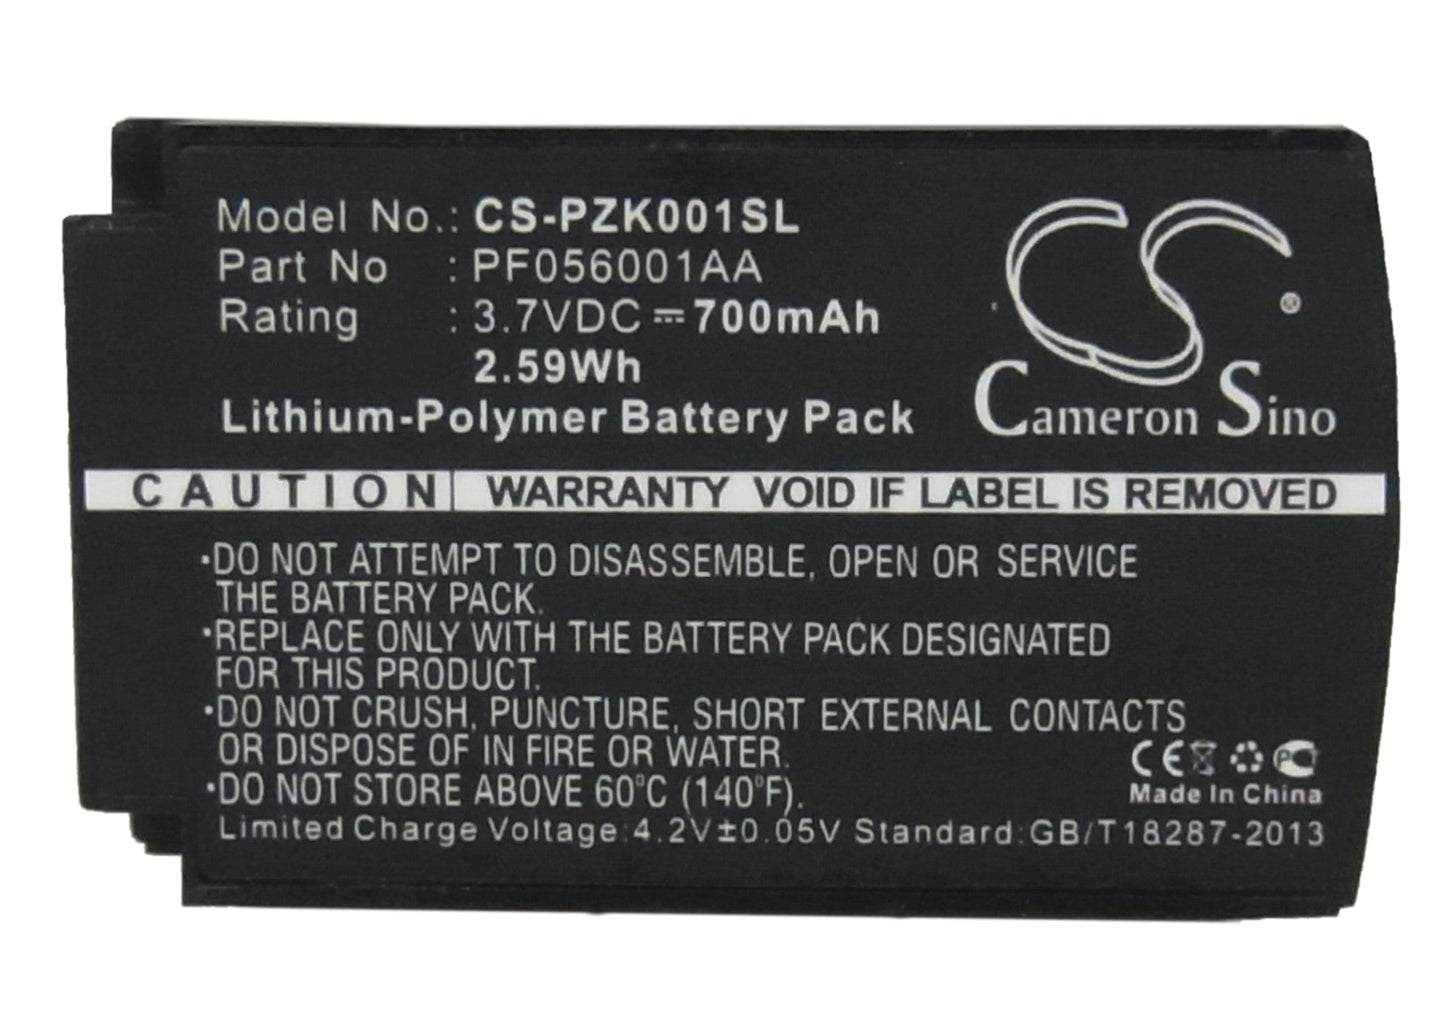 Model No.: CS-PZK001SL
Part No : PF056001AA
Rating : 3.7VDC ⎓ 700mAh
2.59Wh
Lithium-Polymer Battery Pack
CS ®
Cameron Sino
CAUTION WARRANTY VOID IF LABEL IS REMOVED
·DO NOT ATTEMPT TO DISASSEMBLE, OPEN OR SERVICE
THE BATTERY PACK.
·REPLACE ONLY WITH THE BATTERY PACK DESIGNATED
FOR THIS PRODUCT.
·DO NOT CRUSH, PUNCTURE, SHORT EXTERNAL CONTACTS
OR DISPOSE OF IN FIRE OR WATER.
·DO NOT STORE ABOVE 60°C (140°F).
CE
Made In China
Limited Charge Voltage:4.2V±0.05V Standard:GB/T18287-2013